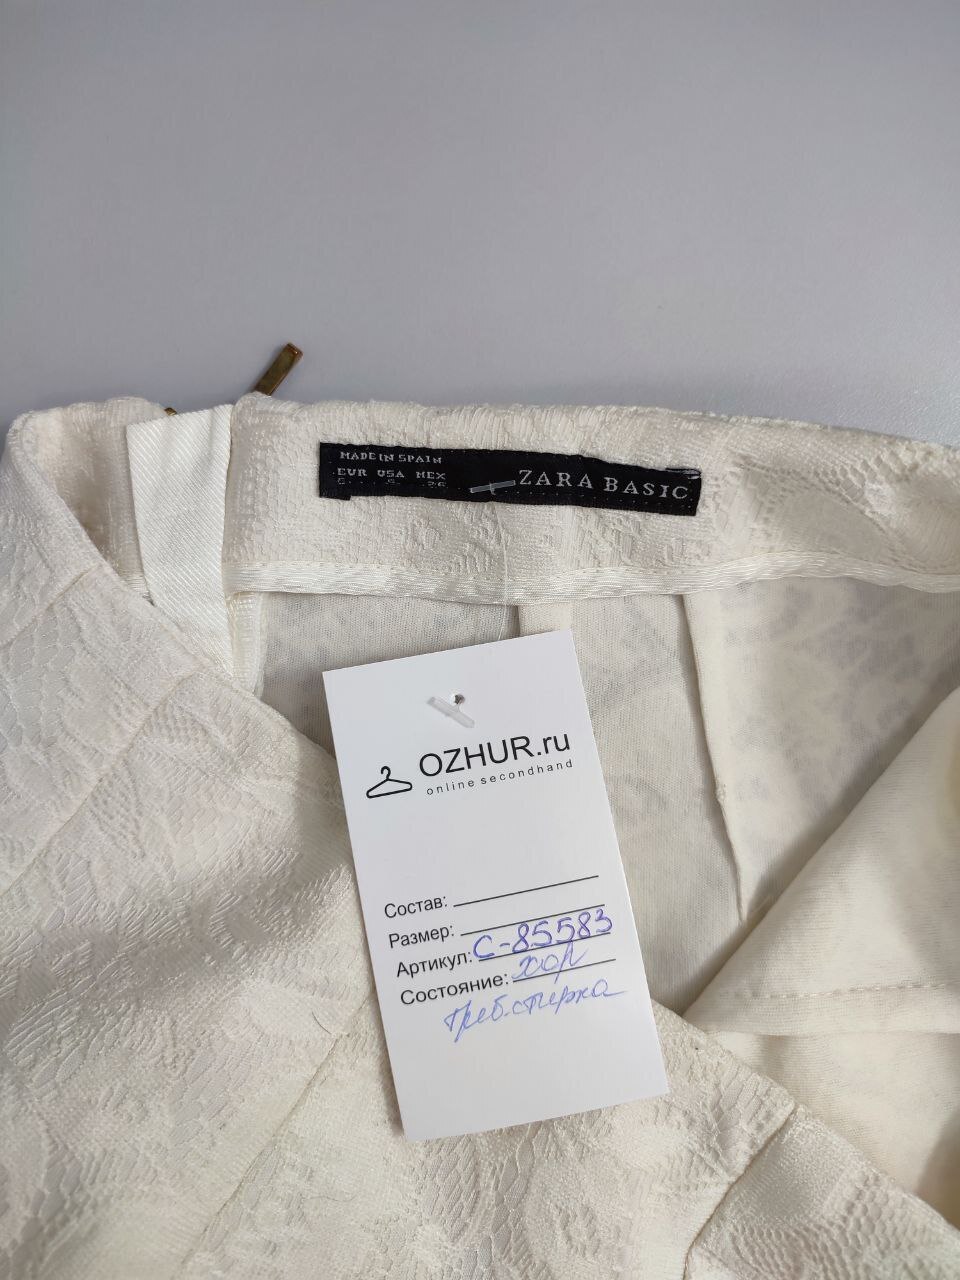 MADE IN SPAIN
EUR USA MEX
S S 26
ZARA BASIC
OZHUR.ru
online secondhand
Состав:
Размер:
Артикул: С-85583
Состояние: хор
треб. стирка